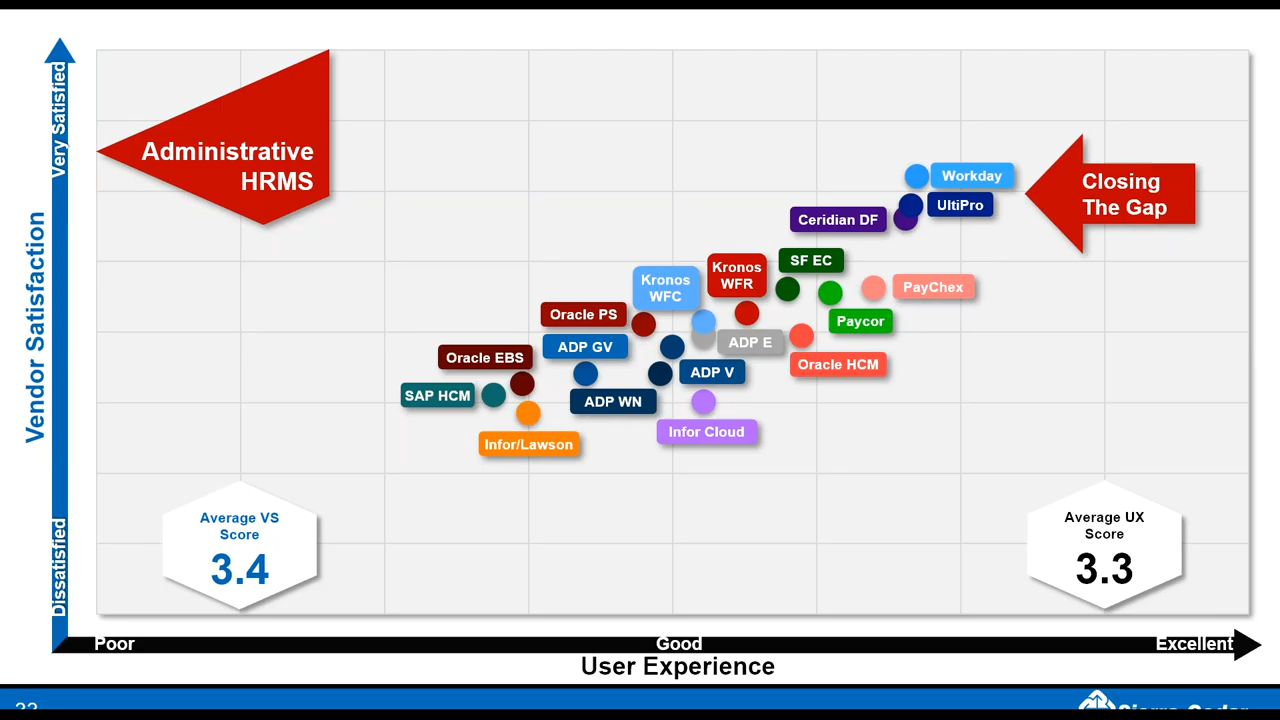 Very Satisfied
Vendor Satisfaction
Dissatisfied
Administrative
HRMS
Closing
The Gap
Workday
UltiPro
Ceridian DF
SF EC
Kronos
WFR
Kronos
WFC
PayChex
Oracle PS
Paycor
ADP E
ADP GV
Oracle EBS
Oracle HCM
ADP V
SAP HCM
ADP WN
Infor Cloud
Infor/Lawson
Average VS
Score
3.4
Average UX
Score
3.3
Poor
Good
Excellent
User Experience